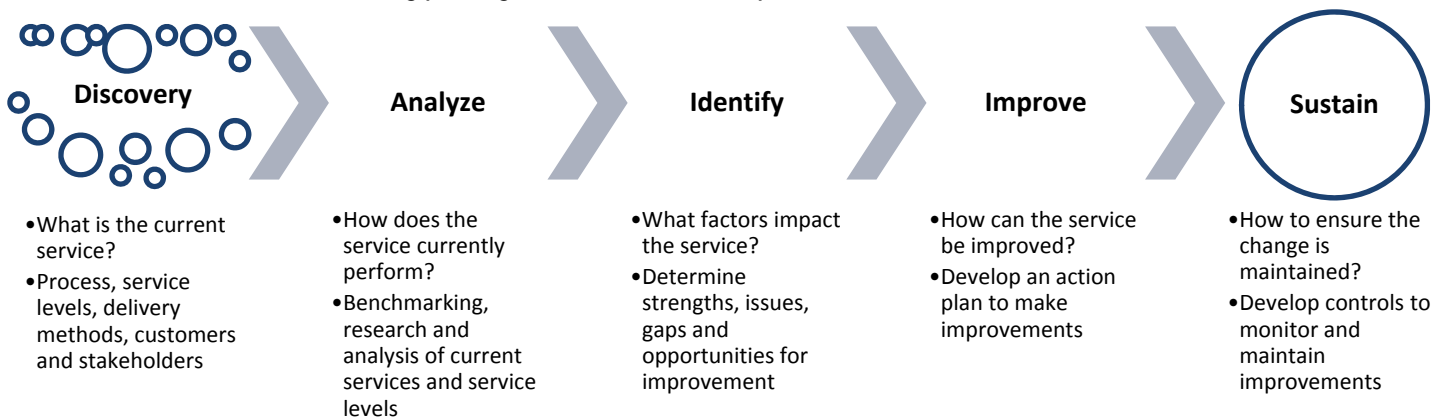 Discovery
•What is the current
service?
•Process, service
levels, delivery
methods, customers
and stakeholders
Analyze
•How does the
service currently
perform?
•Benchmarking,
research and
analysis of current
services and service
levels
Identify
•What factors impact
the service?
•Determine
strengths, issues,
gaps and
opportunities for
improvement
Improve
•How can the service
be improved?
•Develop an action
plan to make
improvements
Sustain
•How to ensure the
change is
maintained?
•Develop controls to
monitor and
maintain
improvements